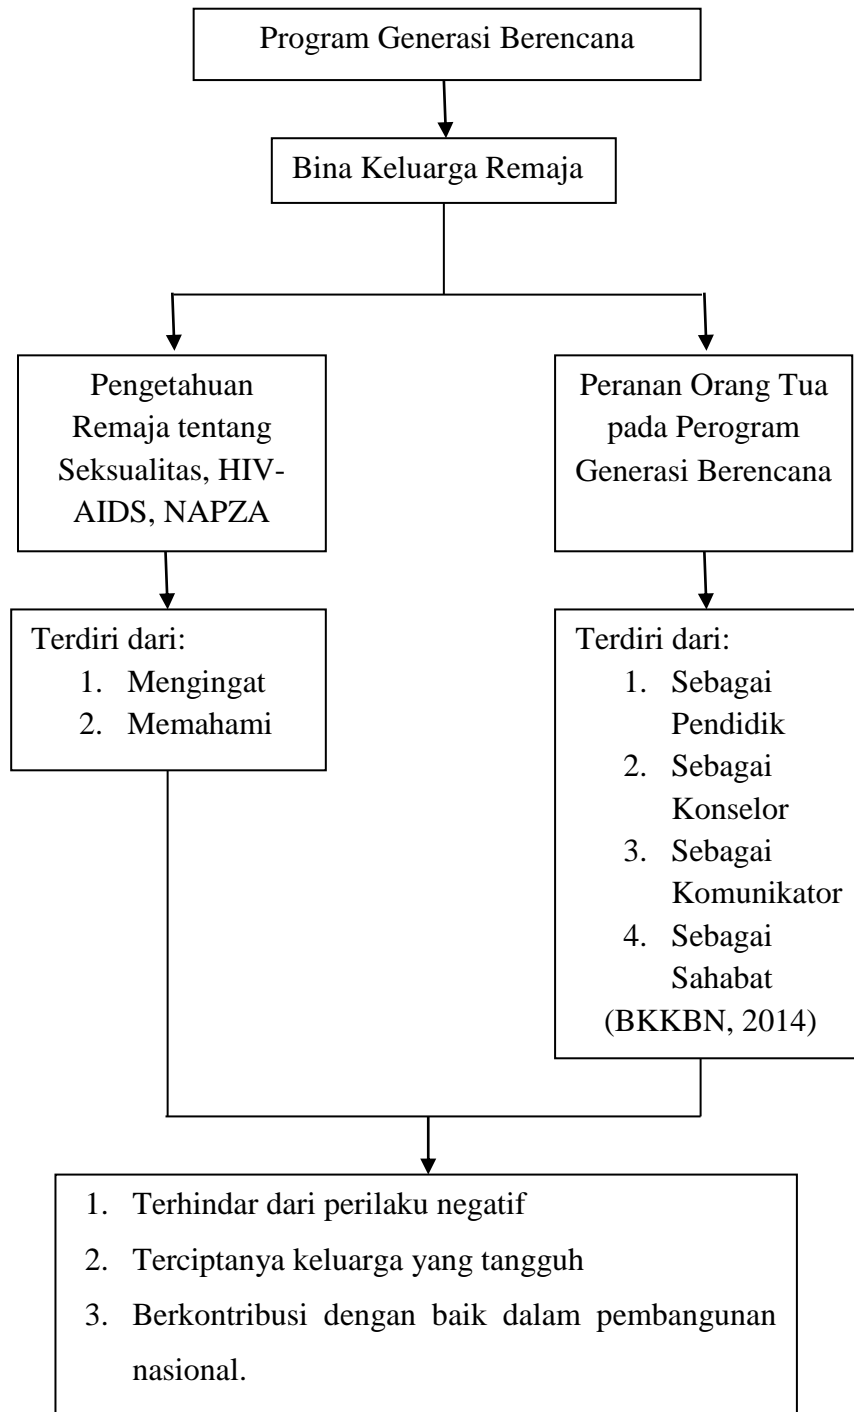 Program Generasi Berencana
Bina Keluarga Remaja
Pengetahuan
Remaja tentang
Seksualitas, HIV-
AIDS, NAPZA
Peranan Orang Tua
pada Perogram
Generasi Berencana
Terdiri dari:
1. Mengingat
2. Memahami
Terdiri dari:
1. Sebagai
Pendidik
2. Sebagai
Konselor
3. Sebagai
Komunikator
4. Sebagai
Sahabat
(BKKBN, 2014)
1. Terhindar dari perilaku negatif
2. Terciptanya keluarga yang tangguh
3. Berkontribusi dengan baik dalam pembangunan
nasional.